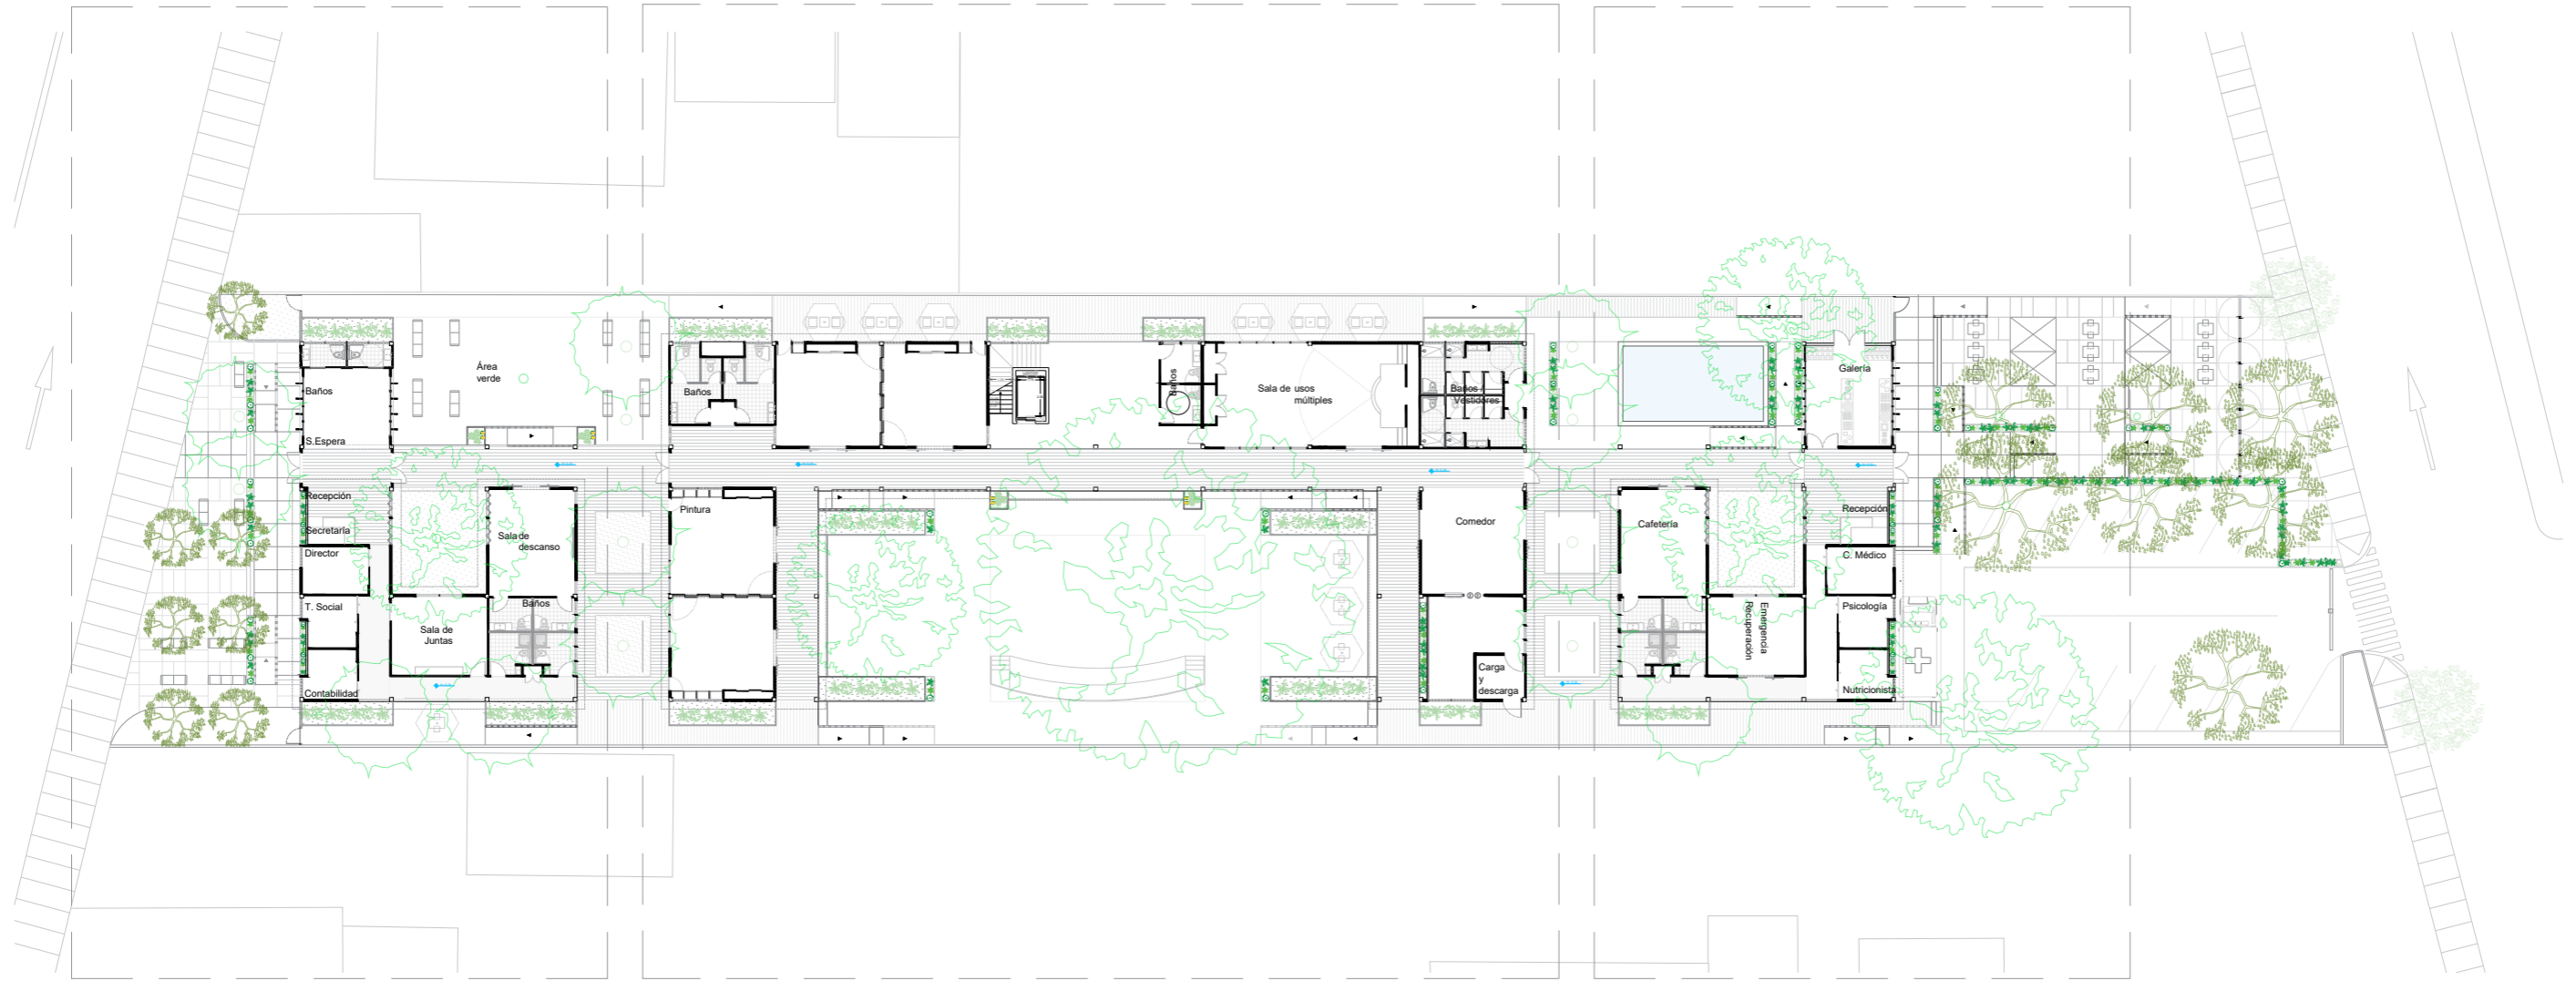 Área
verde
Baños
S.Espera
Baños
Baños
Sala de usos
múltiples
Baños /
Vestidores
Galería
Recepción
Secretaría
Director
T. Social
Contabilidad
Sala de
Juntas
Sala de
descanso
Baños
Pintura
Comedor
Carga
y
descarga
Cafetería
Emergencia
Recuperación
Recepción
C. Médico
Psicología
Nutricionista